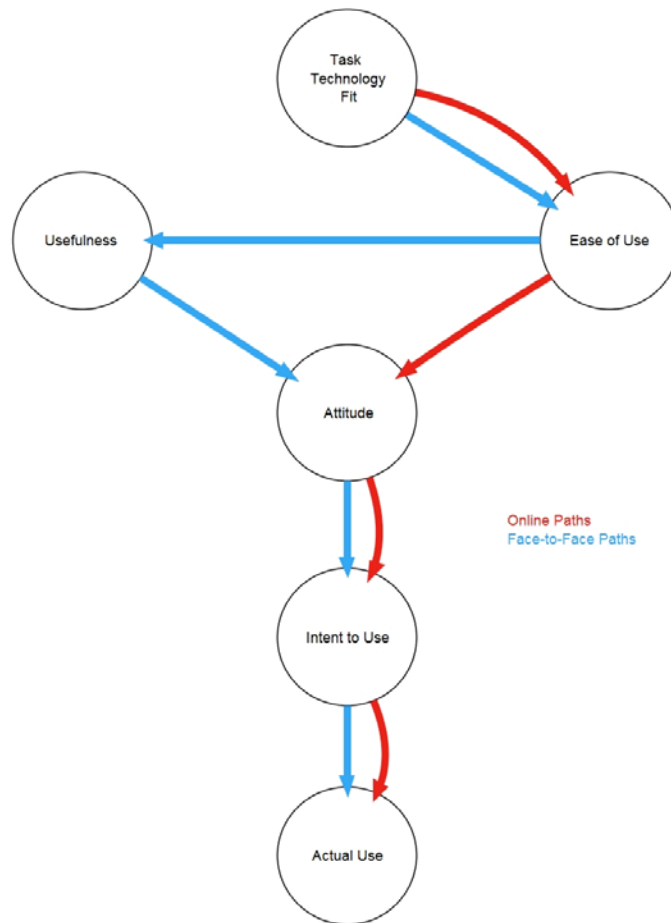 Task
Technology
Fit
Usefulness
Ease of Use
Attitude
Online Paths
Face-to-Face Paths
Intent to Use
Actual Use